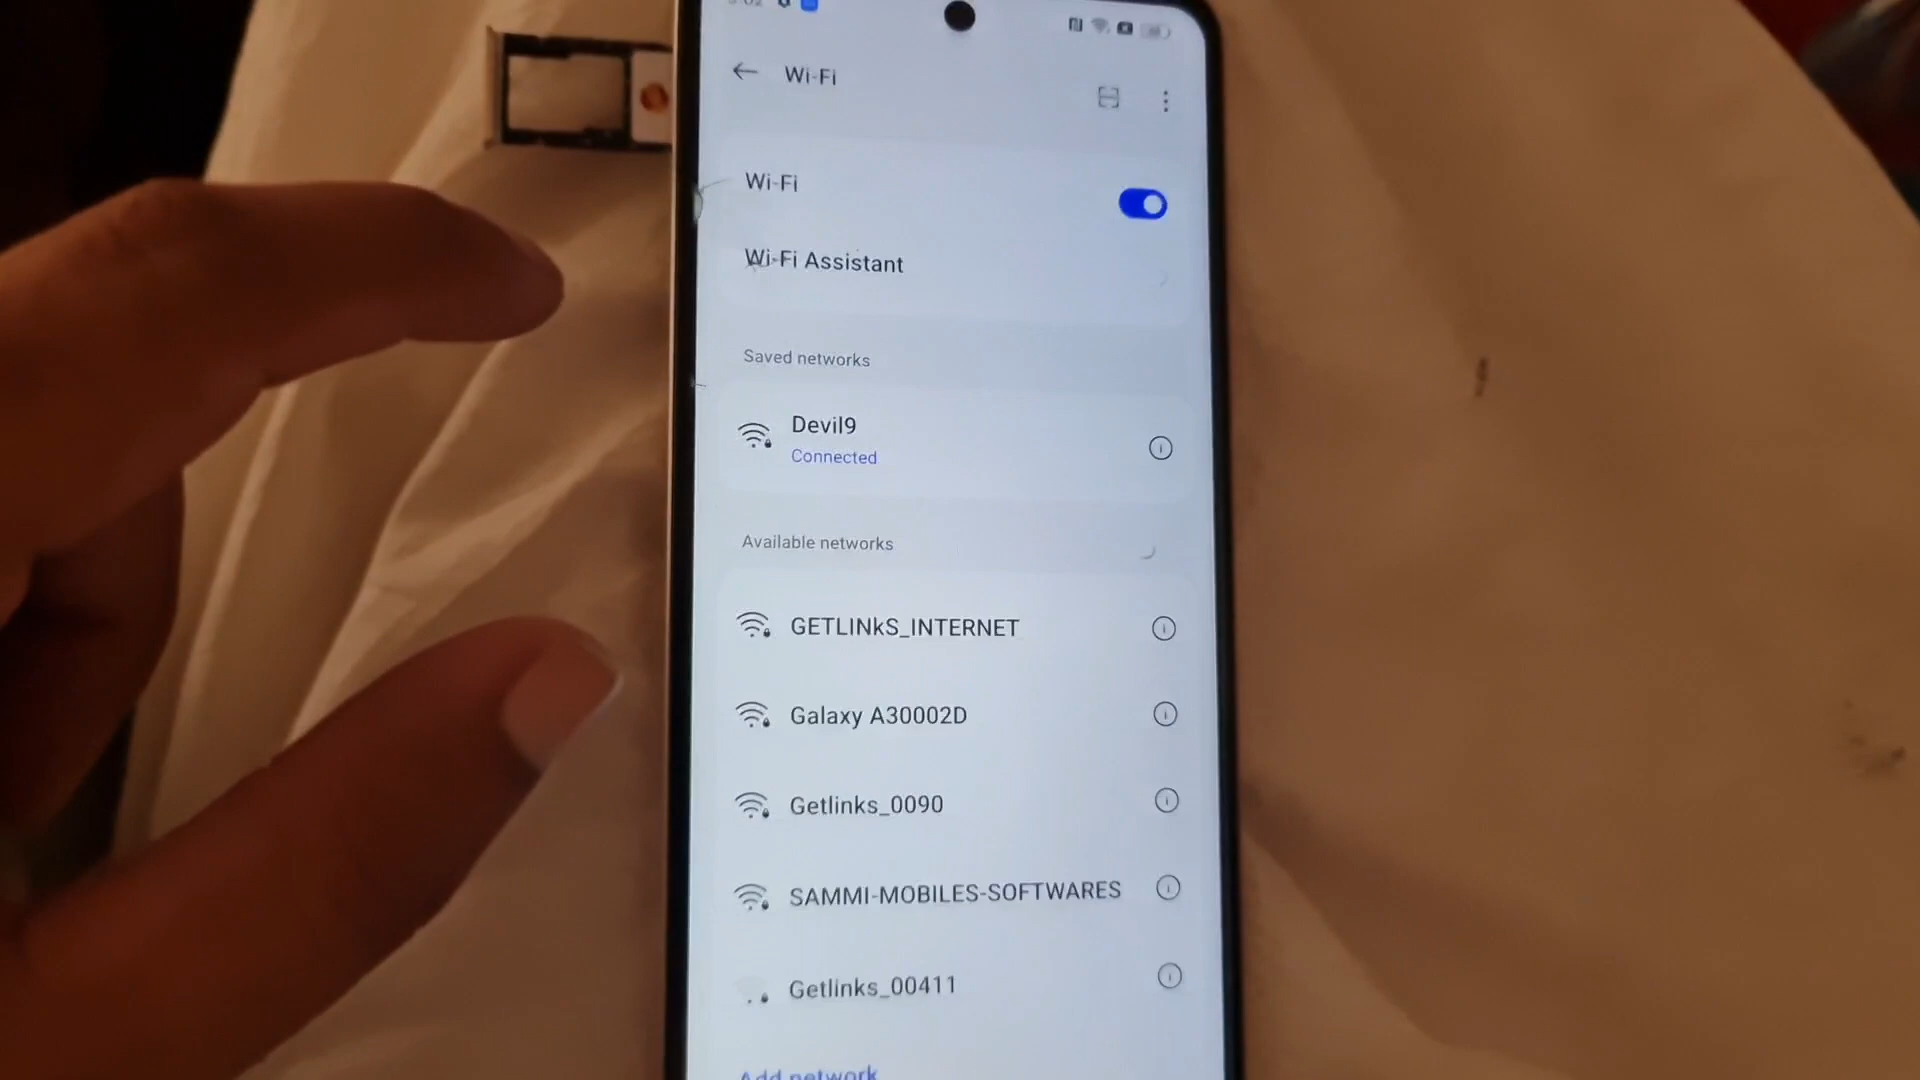 Wi-Fi
Wi-Fi
Wi-Fi Assistant
Saved networks
Devil9
Connected
Available networks
GETLINkS_INTERNET
Galaxy A30002D
Getlinks_0090
SAMMI-MOBILES-SOFTWARES
Getlinks_00411
Add network